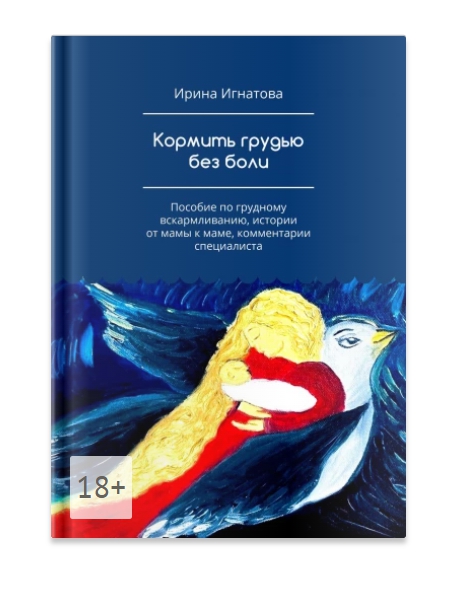 Ирина Игнатова
Кормить грудью
без боли
Пособие по грудному
вскармливанию, истории
от мамы к маме, комментарии
специалиста
18+